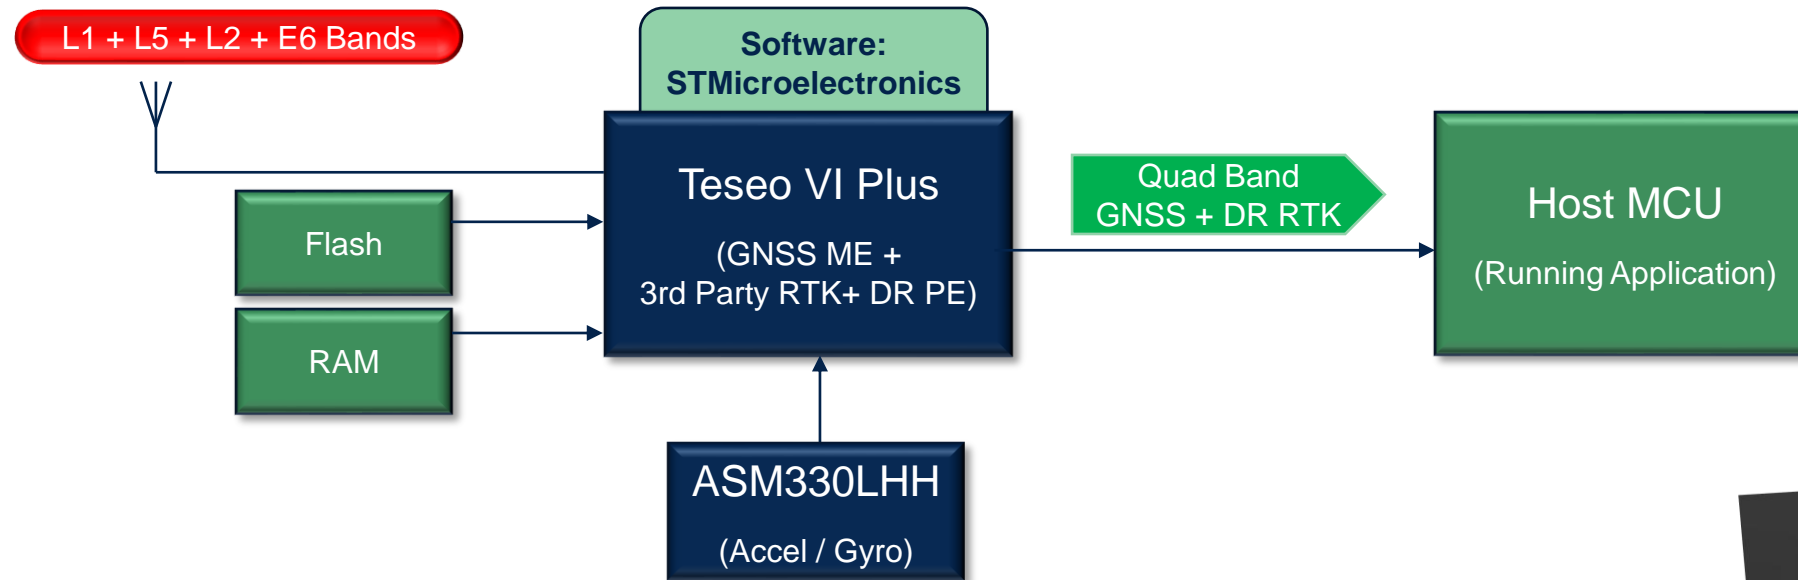 L1 + L5 + L2 + E6 Bands
Software:
STMicroelectronics
Teseo VI Plus
(GNSS ME +
3rd Party RTK+ DR PE)
Flash
RAM
ASM330LHH
(Accel / Gyro)
Quad Band
GNSS + DR RTK
Host MCU
(Running Application)